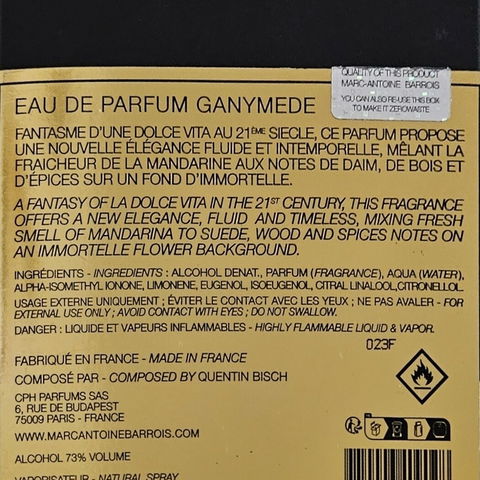 QUALITY OF THIS PRODUCT
MARC-ANTOINE BARROIS
YOU CAN ALSO RE-USE THIS BOX
TO MAKE IT ZEROWASTE
EAU DE PARFUM GANYMEDE
FANTASME D'UNE DOLCE VITA AU 21ÈME SIECLE, CE PARFUM PROPOSE
UNE NOUVELLE ÉLÉGANCE FLUIDE ET INTEMPORELLE, MÊLANT LA
FRAICHEUR DE LA MANDARINE AUX NOTES DE DAIM, DE BOIS ET
D'ÉPICES SUR UN FOND D'IMMORTELLE.
A FANTASY OF LA DOLCE VITA IN THE 21ST CENTURY, THIS FRAGRANCE
OFFERS A NEW ELEGANCE, FLUID AND TIMELESS, MIXING FRESH
SMELL OF MANDARINA TO SUEDE, WOOD AND SPICES NOTES ON
AN IMMORTELLE FLOWER BACKGROUND.
INGRÉDIENTS - INGREDIENTS : ALCOHOL DENAT., PARFUM (FRAGRANCE), AQUA (WATER),
ALPHA-ISOMETHYL IONONE, LIMONENE, EUGENOL, ISOEUGENOL, CITRAL LINALOOL, CITRONELLOL.
USAGE EXTERNE UNIQUEMENT ; ÉVITER LE CONTACT AVEC LES YEUX ; NE PAS AVALER - FOR
EXTERNAL USE ONLY ; AVOID CONTACT WITH EYES ; DO NOT SWALLOW.
DANGER : LIQUIDE ET VAPEURS INFLAMMABLES - HIGHLY FLAMMABLE LIQUID & VAPOR.
023F
FABRIQUÉ EN FRANCE - MADE IN FRANCE
COMPOSÉ PAR - COMPOSED BY QUENTIN BISCH
CPH PARFUMS SAS
6, RUE DE BUDAPEST
75009 PARIS - FRANCE
WWW.MARCANTOINEBARROIS.COM
ALCOHOL 73% VOLUME
VAPORISATEUR - NATURAL SPRAY